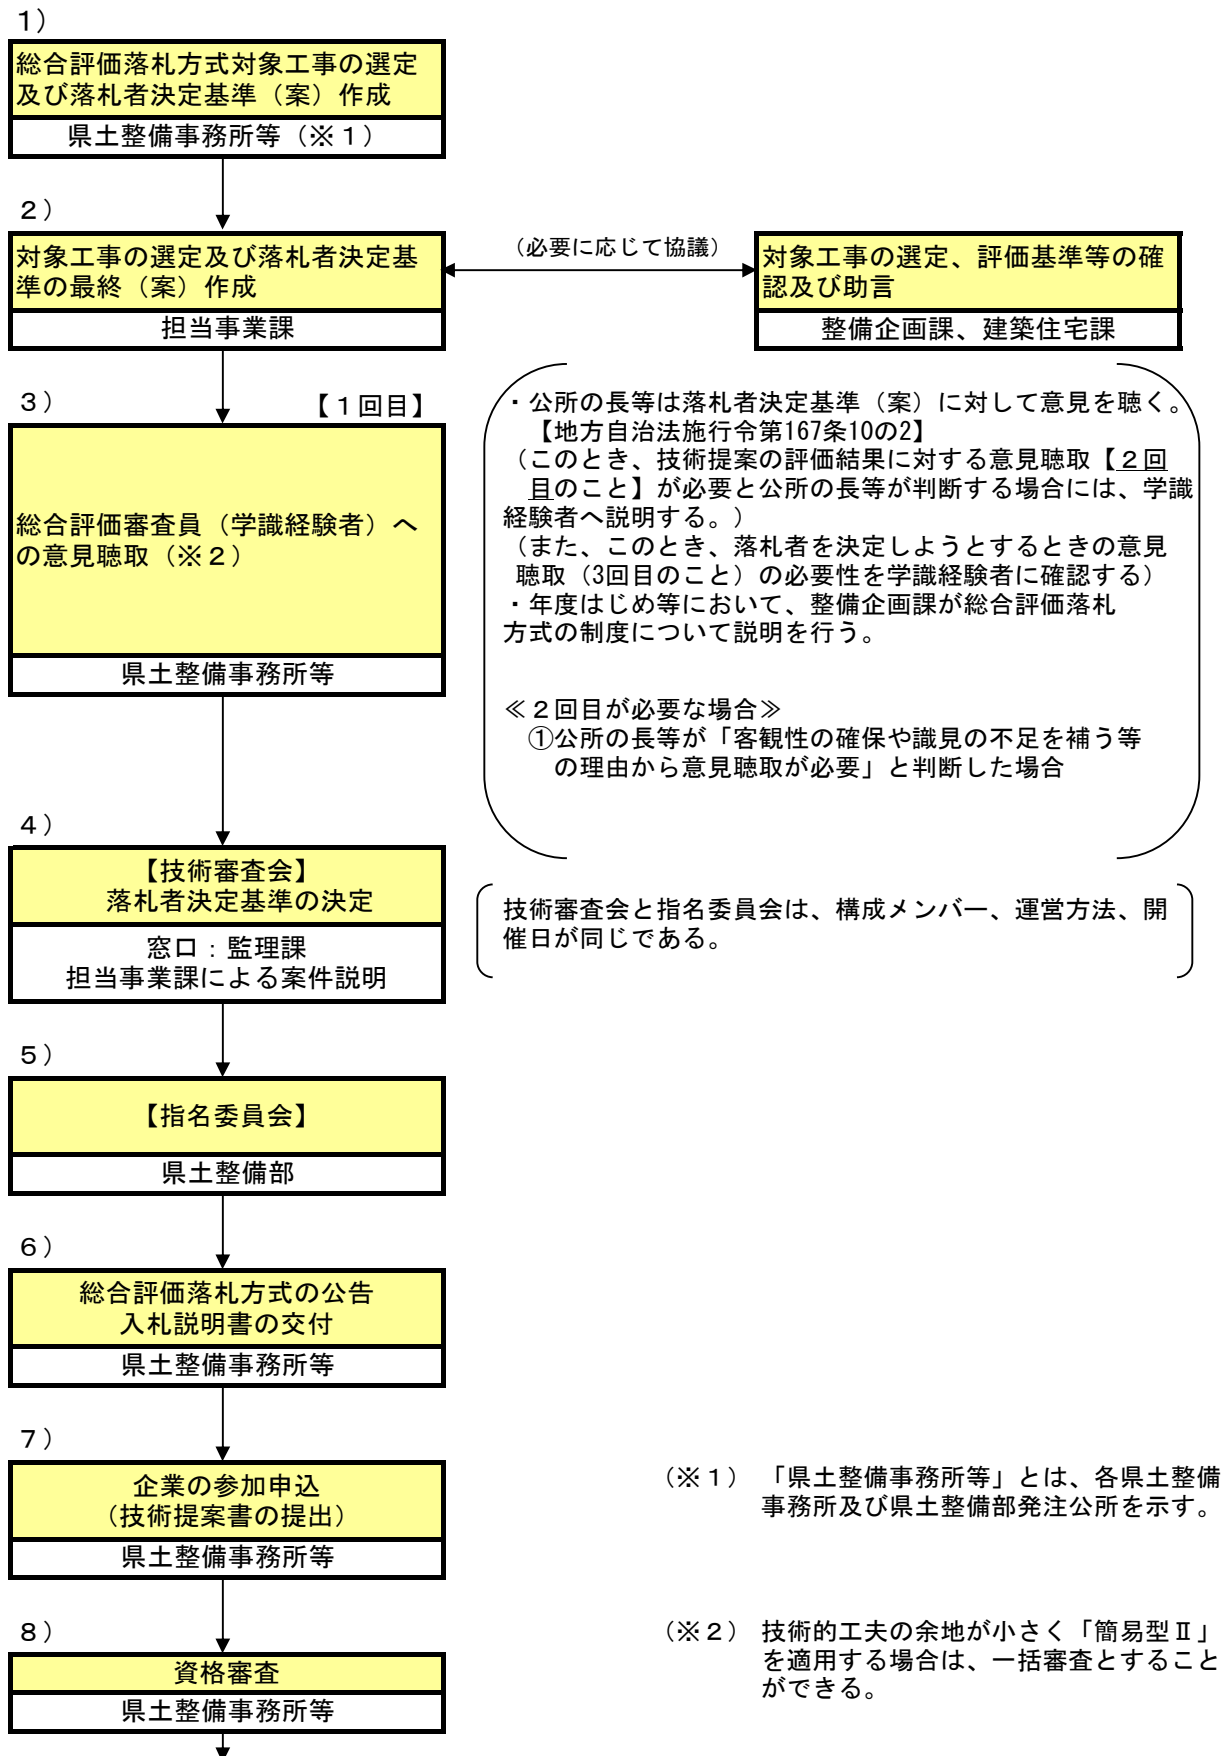 １）
総合評価落札方式対象工事の選定
及び落札者決定基準（案）作成
県土整備事務所等（※１）
２）
対象工事の選定及び落札者決定基
準の最終（案）作成
担当事業課
（必要に応じて協議）
対象工事の選定、評価基準等の確
認及び助言
整備企画課、建築住宅課
３）
【１回目】
総合評価審査員（学識経験者）へ
の意見聴取（※２）
県土整備事務所等
・公所の長等は落札者決定基準（案）に対して意見を聴く。
【地方自治法施行令第167条10の2】
（このとき、技術提案の評価結果に対する意見聴取【２回
目のこと】が必要と公所の長等が判断する場合には、学識
経験者へ説明する。）
（また、このとき、落札者を決定しようとするときの意見
聴取（3回目のこと）の必要性を学識経験者に確認する）
・年度はじめ等において、整備企画課が総合評価落札
方式の制度について説明を行う。
≪２回目が必要な場合≫
①公所の長等が「客観性の確保や識見の不足を補う等
の理由から意見聴取が必要」と判断した場合
４）
【技術審査会】
落札者決定基準の決定
窓口：監理課
担当事業課による案件説明
技術審査会と指名委員会は、構成メンバー、運営方法、開
催日が同じである。
５）
【指名委員会】
県土整備部
６）
総合評価落札方式の公告
入札説明書の交付
県土整備事務所等
７）
企業の参加申込
（技術提案書の提出）
県土整備事務所等
（※１）「県土整備事務所等」とは、各県土整備
事務所及び県土整備部発注公所を示す。
８）
資格審査
県土整備事務所等
（※２）技術的工夫の余地が小さく「簡易型Ⅱ」
を適用する場合は、一括審査とすること
ができる。